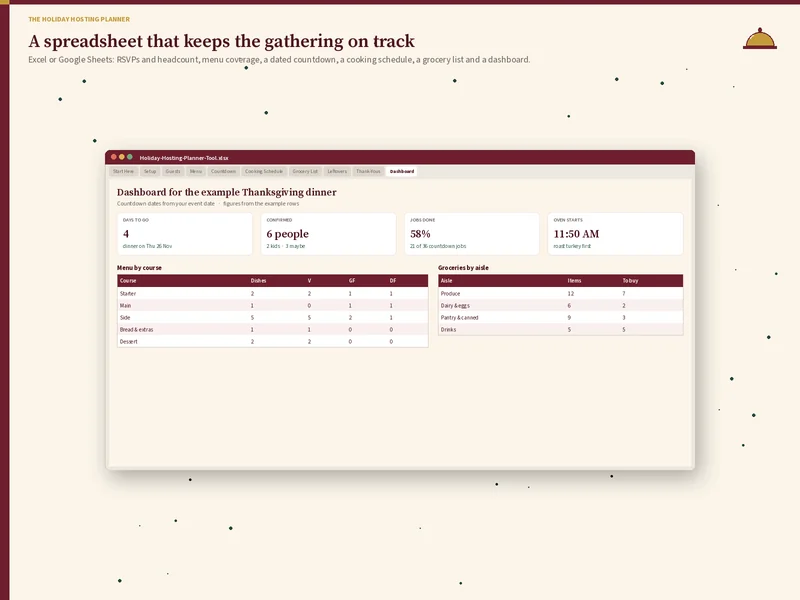 THE HOLIDAY HOSTING PLANNER
A spreadsheet that keeps the gathering on track
Excel or Google Sheets: RSVPs and headcount, menu coverage, a dated countdown, a cooking schedule, a grocery list and a dashboard.
Holiday-Hosting-Planner-Tool.xlsx
Start Here Setup Guests Menu Countdown Cooking Schedule Grocery List Leftovers Thank-Yous Dashboard
Dashboard for the example Thanksgiving dinner
Countdown dates from your event date · figures from the example rows
DAYS TO GO CONFIRMED JOBS DONE OVEN STARTS
4 6 people 58% 11:50 AM
dinner on Thu 26 Nov 2 kids · 3 maybe 21 of 36 countdown jobs roast turkey first
Menu by course Groceries by aisle
Course Dishes V GF DF Aisle Items To buy
Starter 2 2 1 1 Produce 12 7
Main 1 0 1 1 Dairy & eggs 6 2
Side 5 5 2 1 Pantry & canned 9 3
Bread & extras 1 1 0 0 Drinks 5 5
Dessert 2 2 0 0